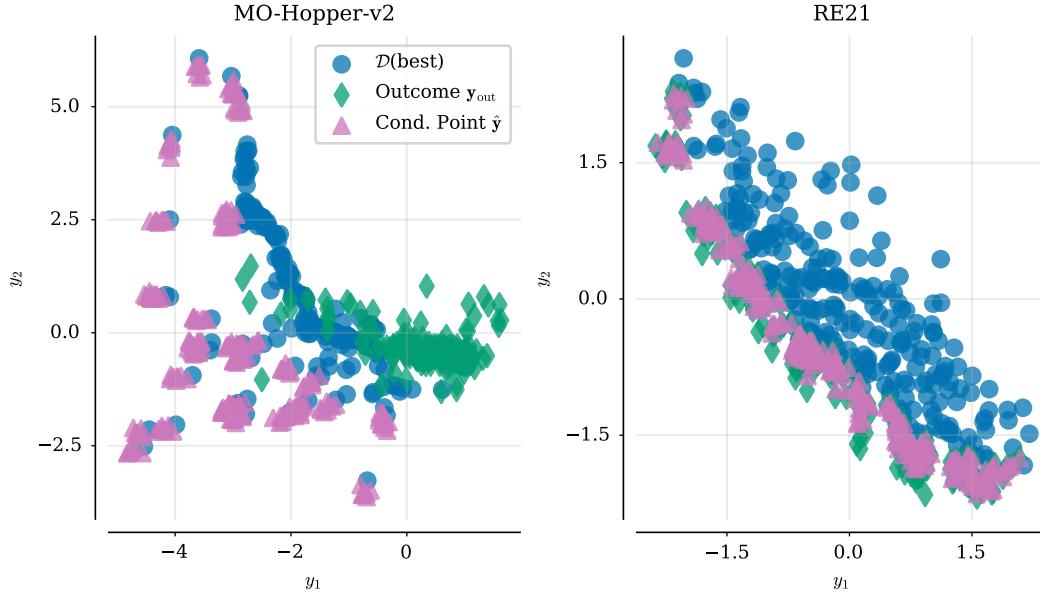 MO-Hopper-v2
RE21
𝒟(best)
Outcome y_out
Cond. Point ŷ
5.0
2.5
0.0
−2.5
y₂
−4
−2
0
y₁
1.5
0.0
−1.5
y₂
−1.5
0.0
1.5
y₁